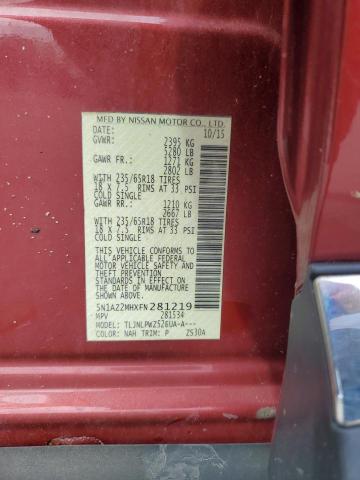 MFD BY NISSAN MOTOR CO., LTD.
DATE: 10/15
GVWR: 2395 KG
5280 LB
GAWR FR: 1271 KG
2802 LB
WITH 235/65R18 TIRES
18 X 7.5 RIMS AT 33 PSI
COLD SINGLE
GAWR RR: 1210 KG
2667 LB
WITH 235/65R18 TIRES
18 X 7.5 RIMS AT 33 PSI
COLD SINGLE
THIS VEHICLE CONFORMS TO ALL
APPLICABLE FEDERAL MOTOR
VEHICLE SAFETY AND THEFT
PREVENTION STANDARDS IN
EFFECT ON THE DATE OF
MANUFACTURE SHOWN ABOVE.
5N1AZ2MHXFN281219
MPV 281534
MODEL: TLJNLPWZ526UA-A---
COLOR: NAH TRIM: P ZS30A